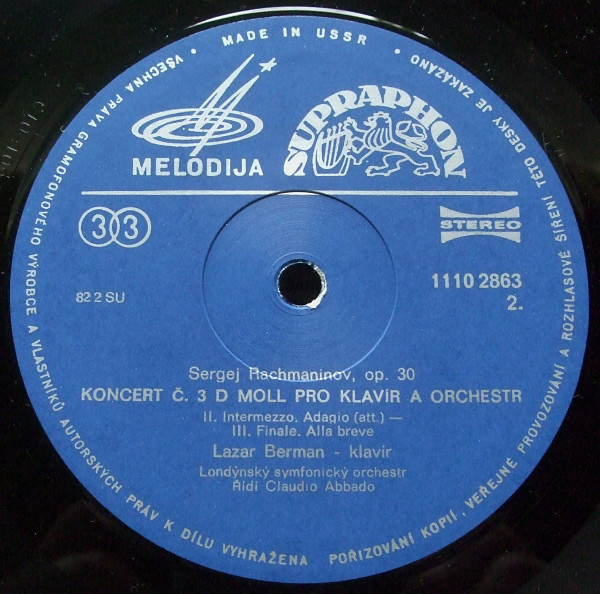 • MADE IN USSR •
VŠECHNA PRÁVA GRAMOFONOVÉHO VÝROBCE A VLASTNÍKŮ AUTORSKÝCH PRÁV K DÍLU VYHRAŽENA  POŘIZOVÁNÍ KOPIÍ, VEŘEJNÉ PROVOZOVÁNÍ A ROZHLASOVÉ ŠÍŘENÍ TÉTO DESKY JE ZAKÁZÁNO
MELODIJA
SUPRAPHON
33
STEREO
82 2 SU
1110 2863
2.
Sergej Rachmaninov, op. 30
KONCERT Č. 3 D MOLL PRO KLAVÍR A ORCHESTR
II. Intermezzo. Adagio (att.) —
III. Finale. Alla breve
Lazar Berman - klavír
Londýnský symfonický orchestr
Řídí Claudio Abbado